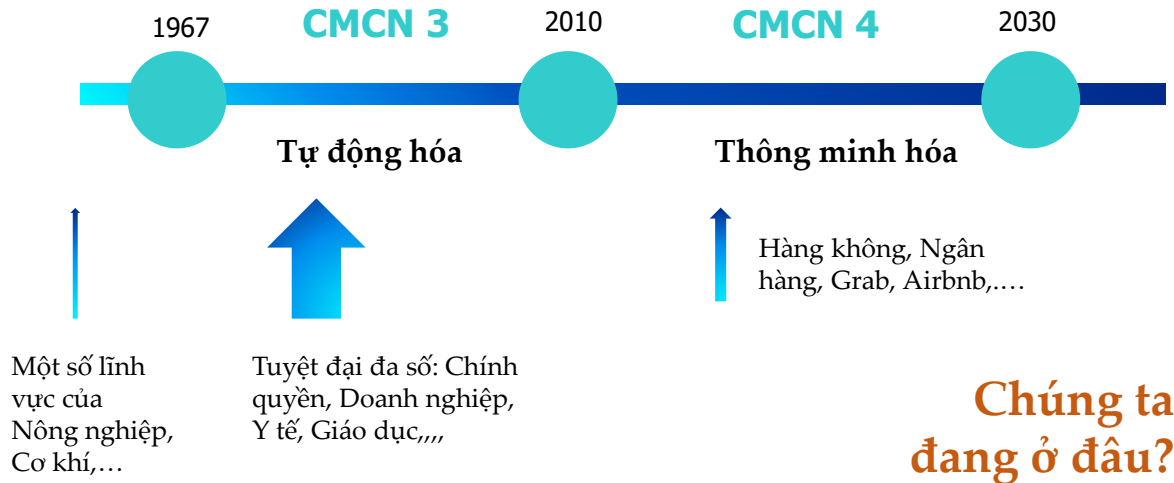 1967
CMCN 3
2010
CMCN 4
2030
Tự động hóa
Thông minh hóa
Hàng không, Ngân
hàng, Grab, Airbnb,.…
Một số lĩnh
vực của
Nông nghiệp,
Cơ khí,…
Tuyệt đại đa số: Chính
quyền, Doanh nghiệp,
Y tế, Giáo dục,,,,
Chúng ta
đang ở đâu?